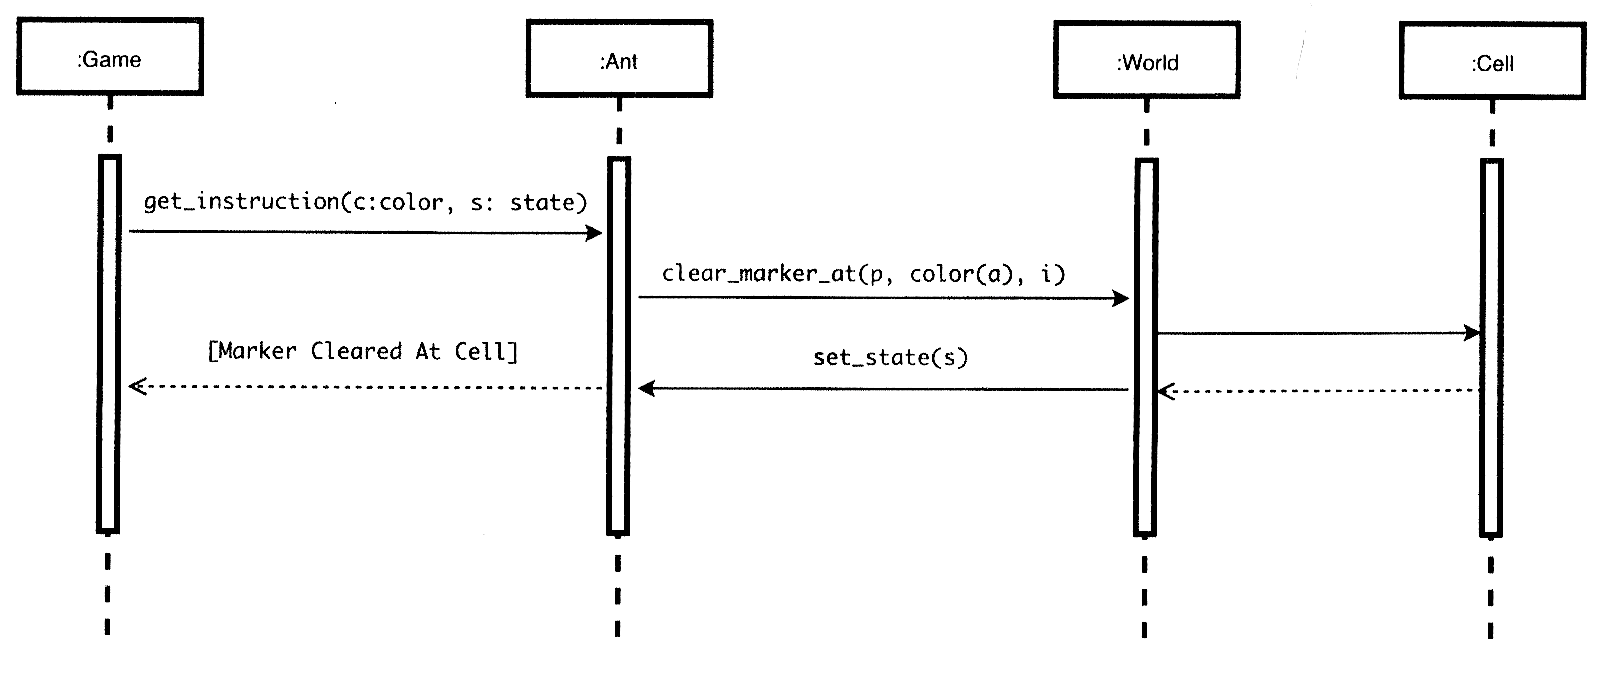 :Game
:Ant
:World
:Cell
get_instruction(c:color, s: state)
clear_marker_at(p, color(a), i)
[Marker Cleared At Cell]
set_state(s)